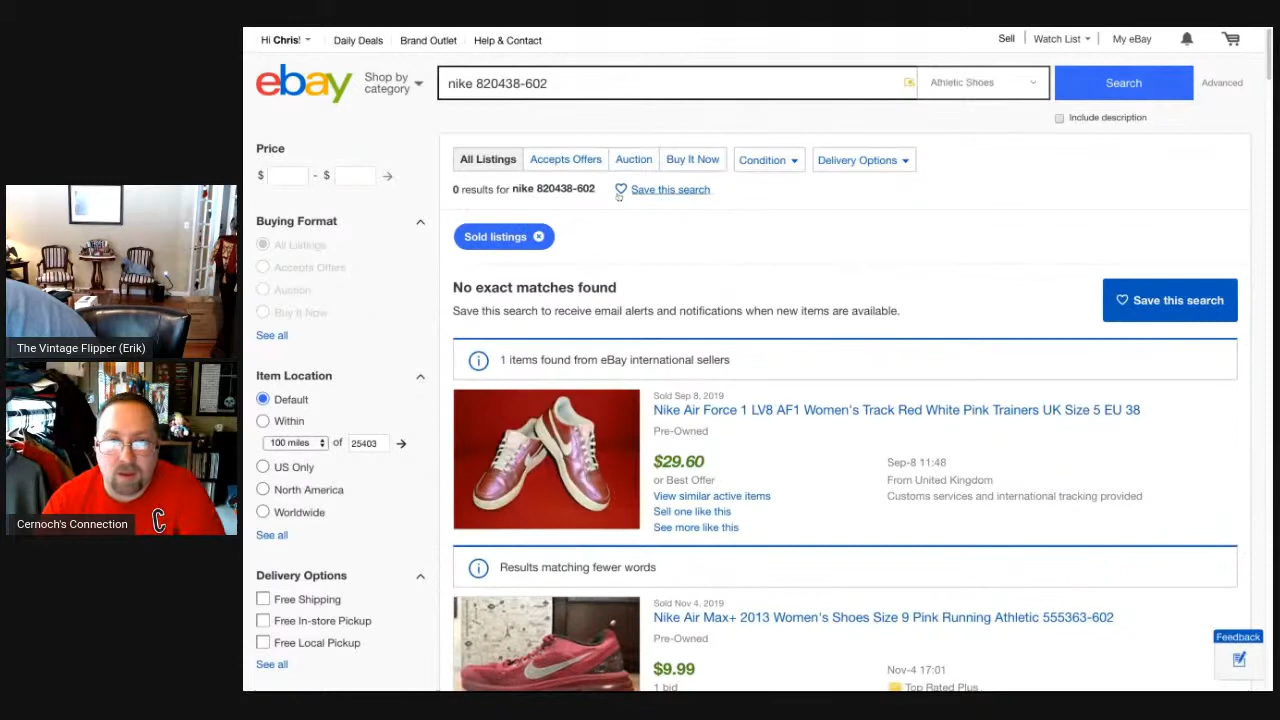 Hi Chris!
Daily Deals
Brand Outlet
Help & Contact
Sell
Watch List
My eBay
ebay
Shop by category
nike 820438-602
Athletic Shoes
Search
Advanced
Include description
Price
$ - $
All Listings
Accepts Offers
Auction
Buy It Now
Condition
Delivery Options
0 results for nike 820438-602
Save this search
Buying Format
All Listings
Accepts Offers
Auction
Buy It Now
See all
Sold listings
No exact matches found
Save this search to receive email alerts and notifications when new items are available.
Save this search
1 items found from eBay international sellers
Item Location
Default
Within
100 miles of 25403
US Only
North America
Worldwide
See all
Sold Sep 8, 2019
Nike Air Force 1 LV8 AF1 Women's Track Red White Pink Trainers UK Size 5 EU 38
Pre-Owned
$29.60
or Best Offer
View similar active items
Sell one like this
See more like this
Sep-8 11:48
From United Kingdom
Customs services and international tracking provided
Results matching fewer words
Delivery Options
Free Shipping
Free In-store Pickup
Free Local Pickup
See all
Sold Nov 4, 2019
Nike Air Max+ 2013 Women's Shoes Size 9 Pink Running Athletic 555363-602
Pre-Owned
$9.99
1 bid
Nov-4 17:01
Top Rated Plus
Feedback
The Vintage Flipper (Erik)
C
Cernoch's Connection